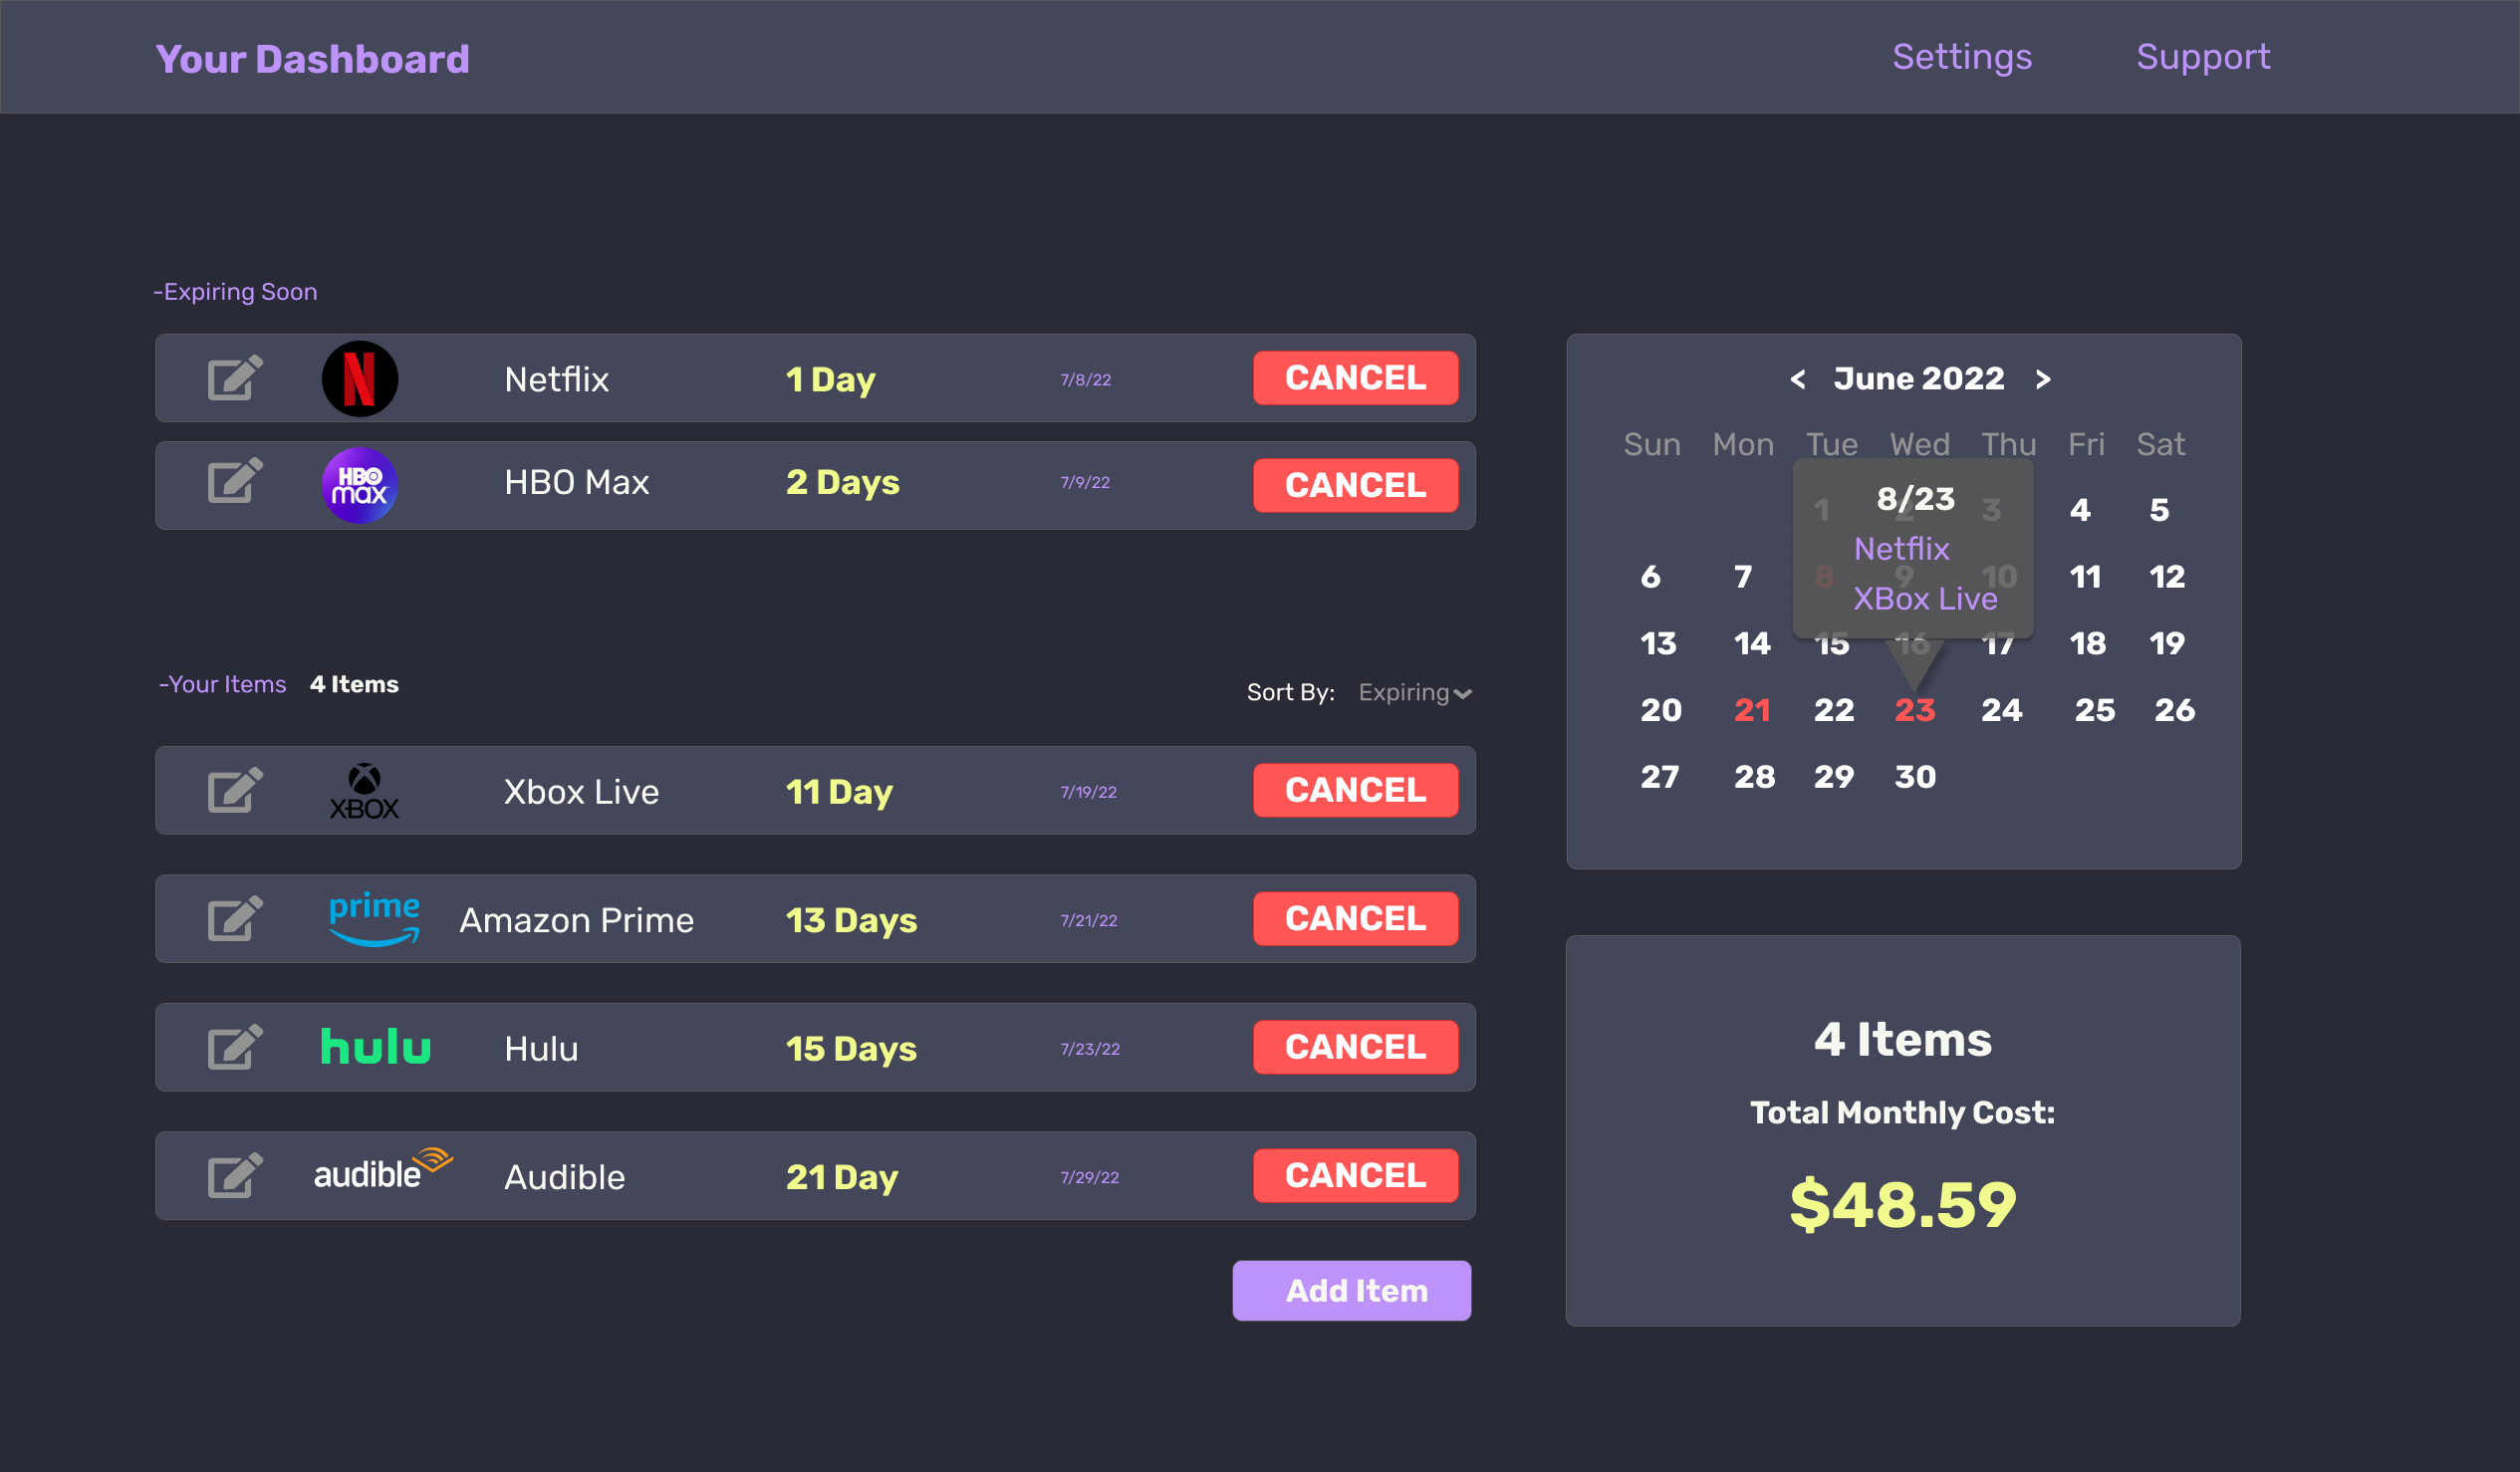 Your Dashboard
Settings
Support
-Expiring Soon
Netflix
1 Day
7/8/22
CANCEL
HBO max
HBO Max
2 Days
7/9/22
CANCEL
-Your Items
4 Items
Sort By:
Expiring
XBOX
Xbox Live
11 Day
7/19/22
CANCEL
prime
Amazon Prime
13 Days
7/21/22
CANCEL
hulu
Hulu
15 Days
7/23/22
CANCEL
audible
Audible
21 Day
7/29/22
CANCEL
Add Item
< June 2022 >
Sun Mon Tue Wed Thu Fri Sat
1 2 3 4 5
8/23
Netflix
6 7 8 9 10 11 12
XBox Live
13 14 15 16 17 18 19
20 21 22 23 24 25 26
27 28 29 30
4 Items
Total Monthly Cost:
$48.59